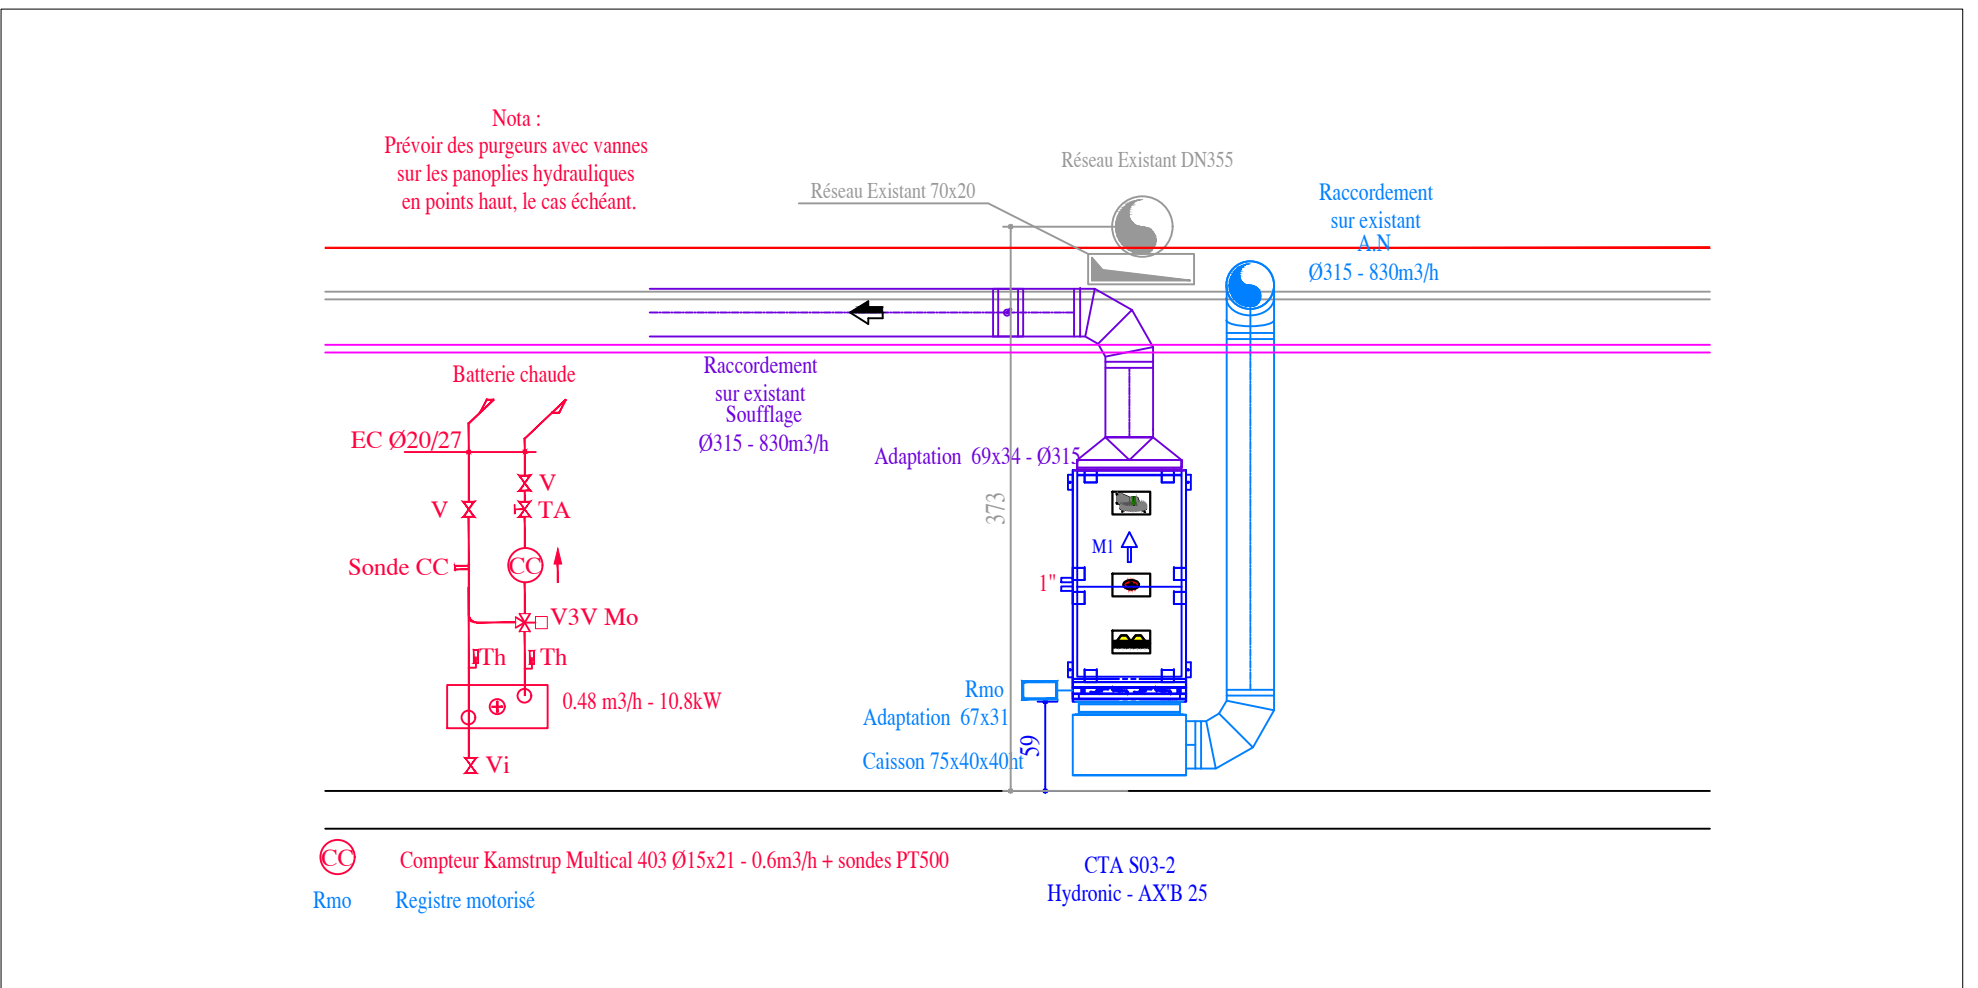 Nota :
Prévoir des purgeurs avec vannes
sur les panoplies hydrauliques
en points haut, le cas échéant.
Réseau Existant DN355
Réseau Existant 70x20
Raccordement
sur existant
A.N
Ø315 - 830m3/h
Raccordement
sur existant
Soufflage
Ø315 - 830m3/h
Batterie chaude
EC Ø20/27
V
V
TA
Sonde CC
CC
V3V Mo
Th
Th
0.48 m3/h - 10.8kW
Vi
Adaptation 69x34 - Ø315
373
M1
1"
Rmo
Adaptation 67x31
59
Caisson 75x40x40ht
CC
Compteur Kamstrup Multical 403 Ø15x21 - 0.6m3/h + sondes PT500
Rmo
Registre motorisé
CTA S03-2
Hydronic - AX'B 25